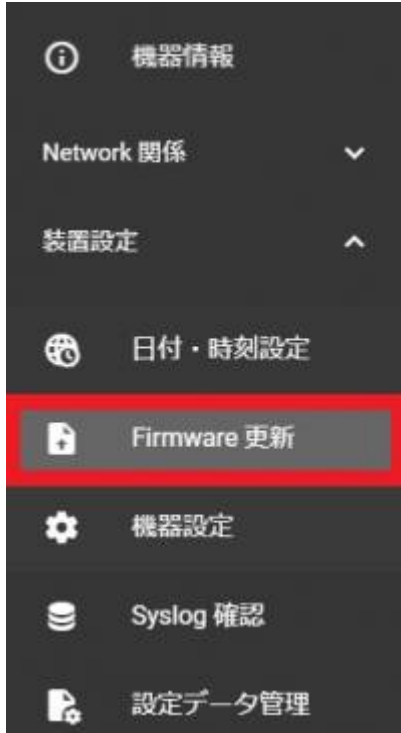 機器情報
Network 関係
装置設定
日付・時刻設定
Firmware 更新
機器設定
Syslog 確認
設定データ管理